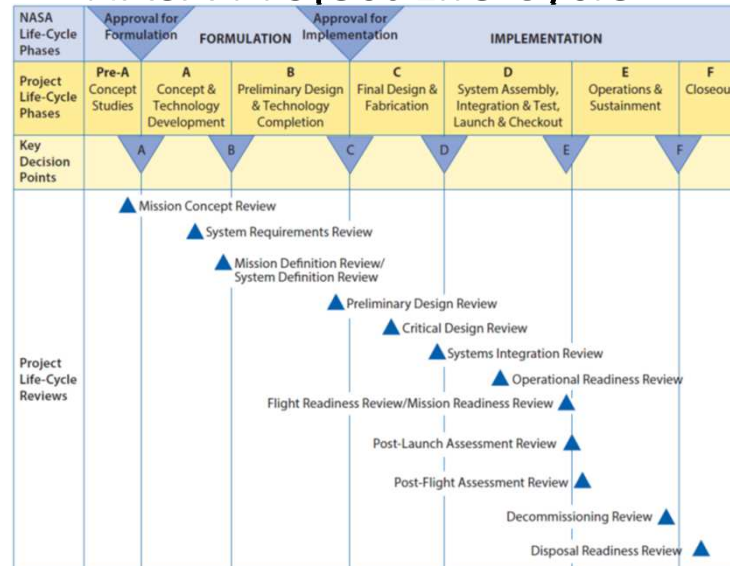 NASA
Life-Cycle
Phases
Approval for
Formulation
FORMULATION
Approval for
Implementation
IMPLEMENTATION
Project
Life-Cycle
Phases
Pre-A
Concept
Studies
A
Concept &
Technology
Development
B
Preliminary Design
& Technology
Completion
C
Final Design &
Fabrication
D
System Assembly,
Integration & Test,
Launch & Checkout
E
Operations &
Sustainment
F
Closeou
Key
Decision
Points
A
B
C
D
E
F
Project
Life-Cycle
Reviews
Mission Concept Review
System Requirements Review
Mission Definition Review/
System Definition Review
Preliminary Design Review
Critical Design Review
Systems Integration Review
Operational Readiness Review
Flight Readiness Review/Mission Readiness Review
Post-Launch Assessment Review
Post-Flight Assessment Review
Decommissioning Review
Disposal Readiness Review